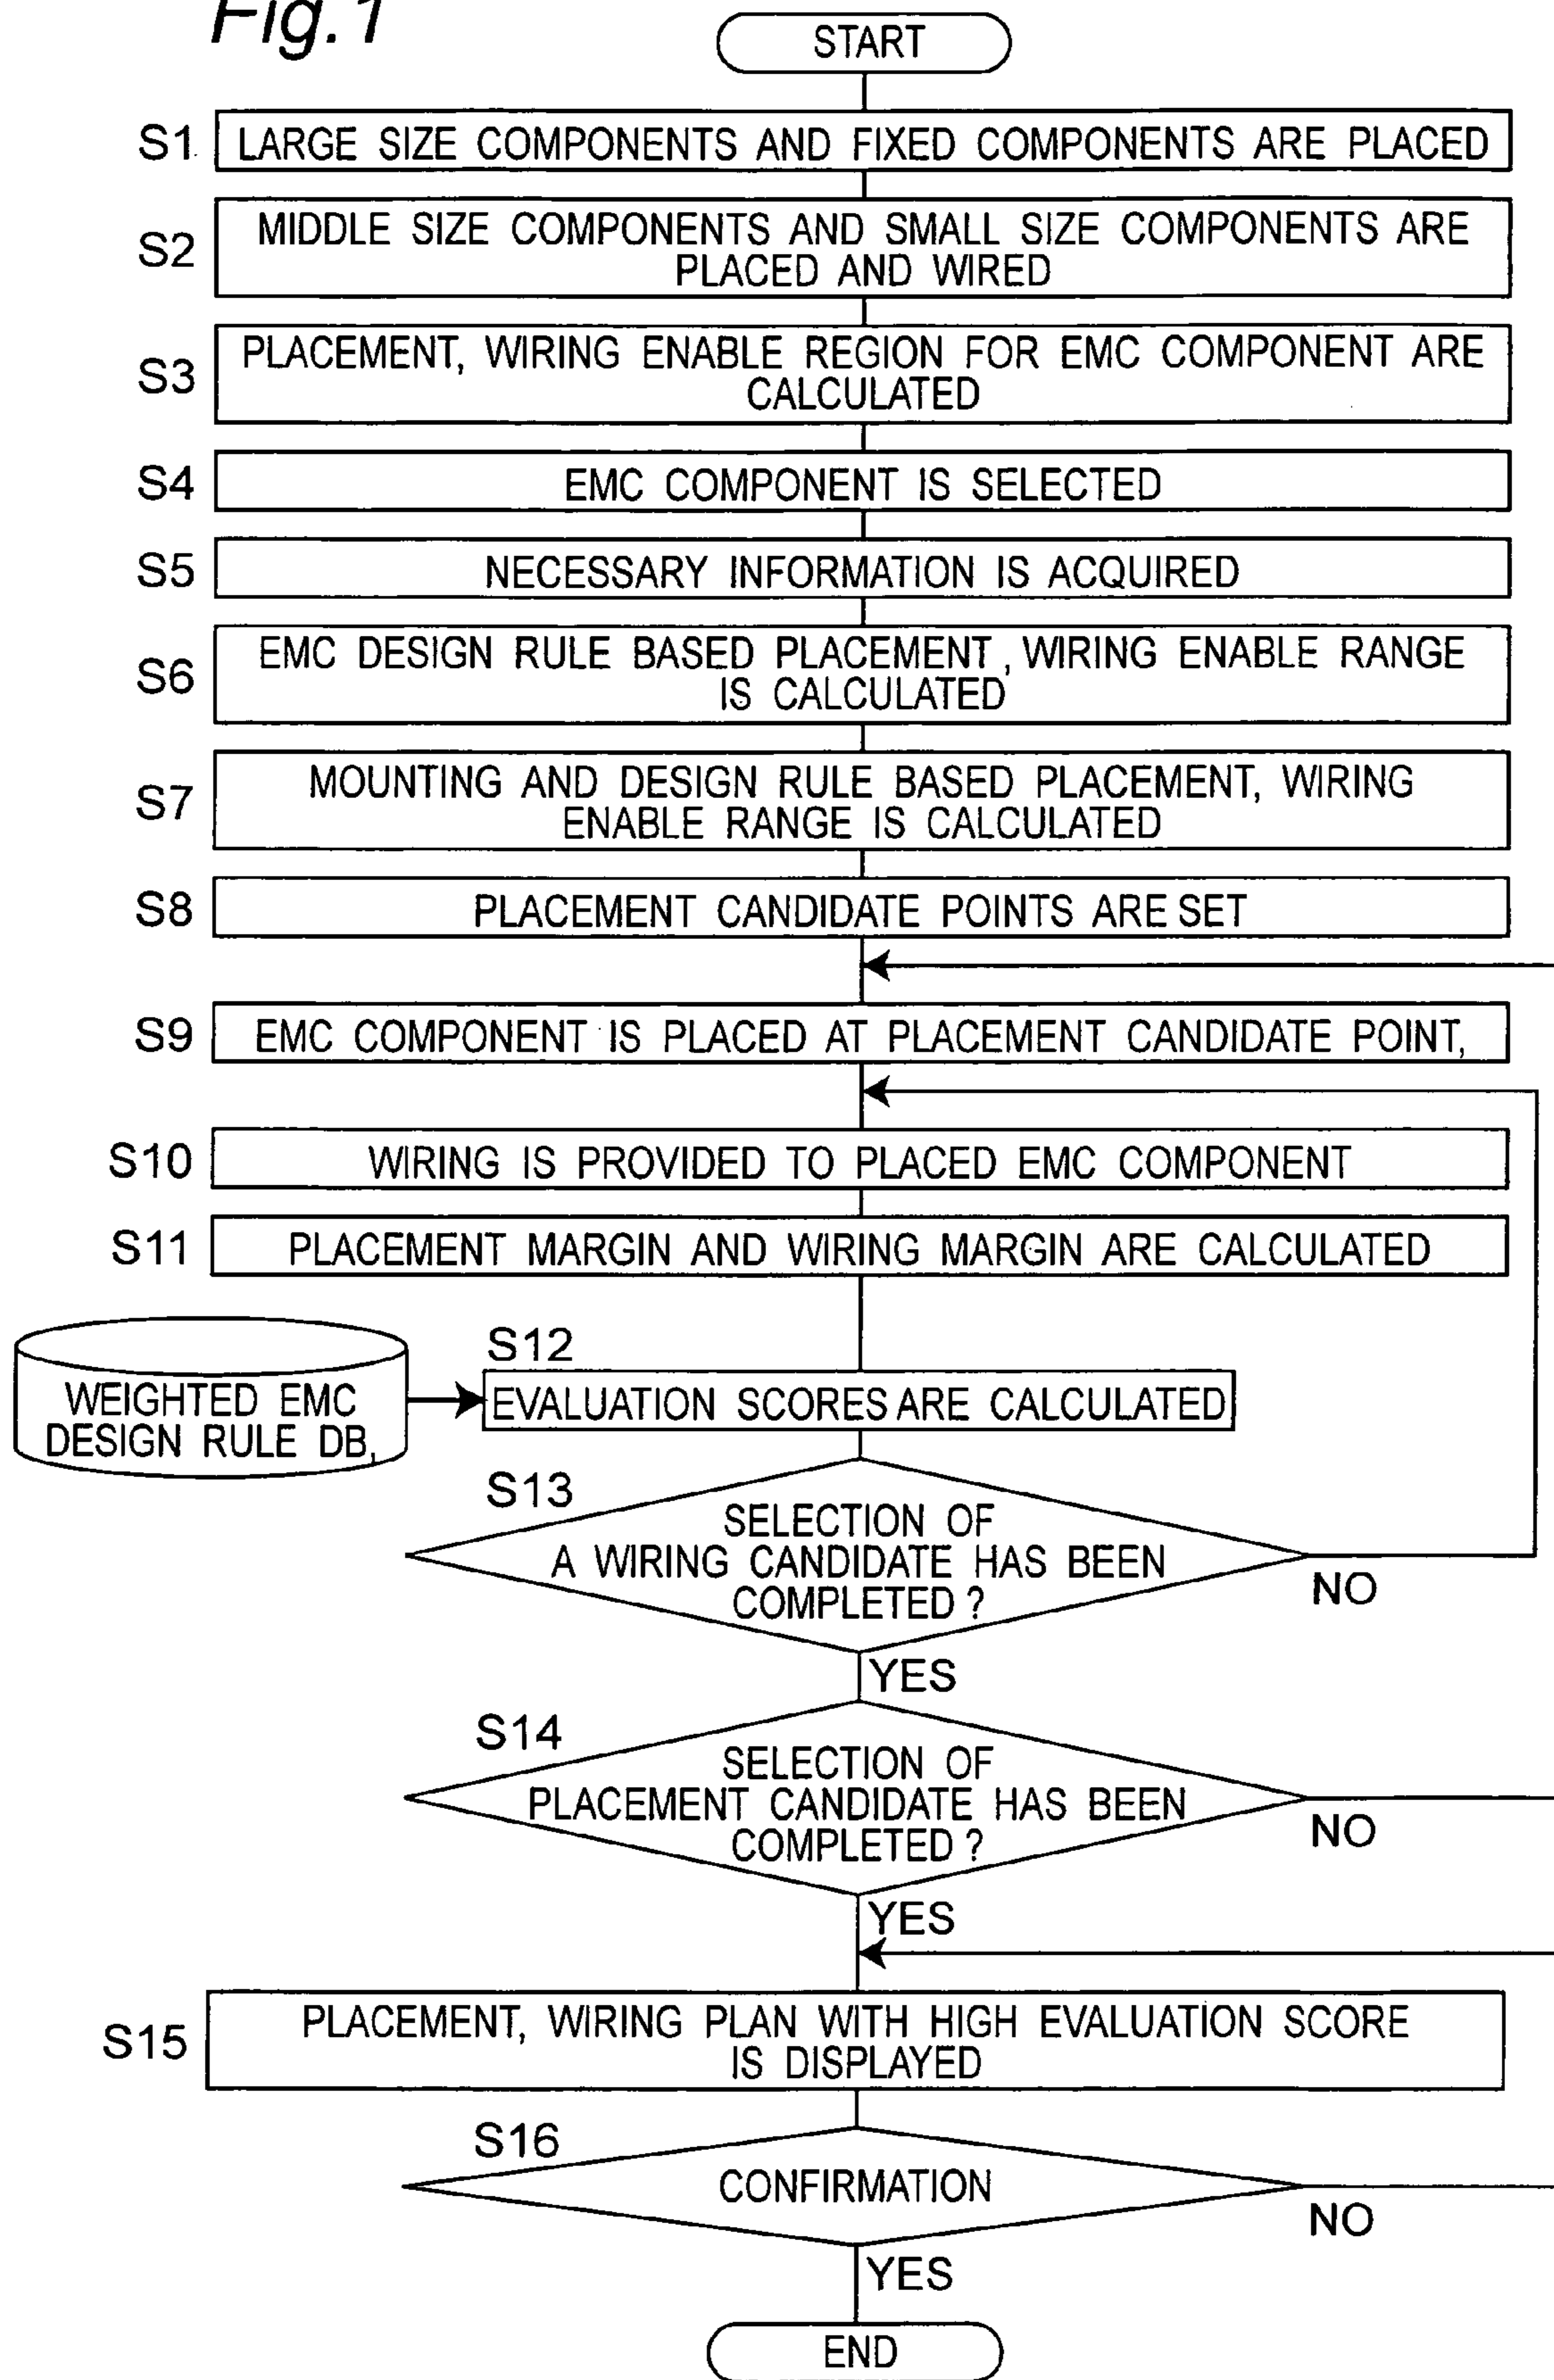 Fig.1
START
S1 LARGE SIZE COMPONENTS AND FIXED COMPONENTS ARE PLACED
S2 MIDDLE SIZE COMPONENTS AND SMALL SIZE COMPONENTS ARE
PLACED AND WIRED
S3 PLACEMENT, WIRING ENABLE REGION FOR EMC COMPONENT ARE
CALCULATED
S4 EMC COMPONENT IS SELECTED
S5 NECESSARY INFORMATION IS ACQUIRED
S6 EMC DESIGN RULE BASED PLACEMENT, WIRING ENABLE RANGE
IS CALCULATED
S7 MOUNTING AND DESIGN RULE BASED PLACEMENT, WIRING
ENABLE RANGE IS CALCULATED
S8 PLACEMENT CANDIDATE POINTS ARE SET
S9 EMC COMPONENT IS PLACED AT PLACEMENT CANDIDATE POINT,
S10 WIRING IS PROVIDED TO PLACED EMC COMPONENT
S11 PLACEMENT MARGIN AND WIRING MARGIN ARE CALCULATED
WEIGHTED EMC
DESIGN RULE DB,
S12
EVALUATION SCORES ARE CALCULATED
S13
SELECTION OF
A WIRING CANDIDATE HAS BEEN
COMPLETED ?
NO
YES
S14
SELECTION OF
PLACEMENT CANDIDATE HAS BEEN
COMPLETED ?
NO
YES
S15 PLACEMENT, WIRING PLAN WITH HIGH EVALUATION SCORE
IS DISPLAYED
S16
CONFIRMATION
NO
YES
END